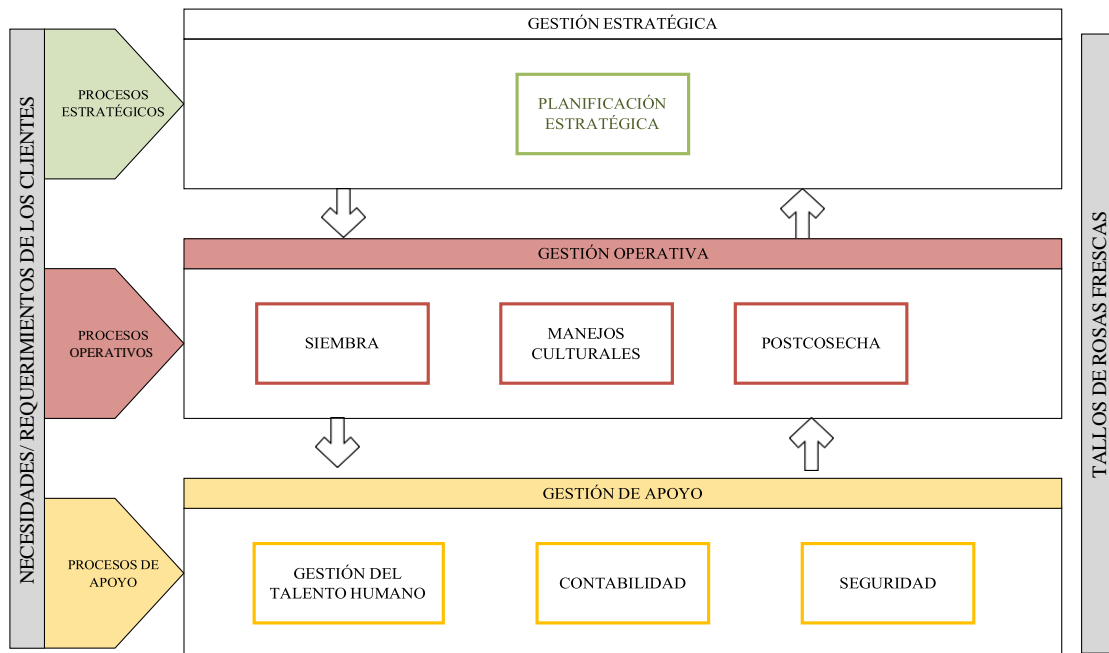 NECESIDADES/ REQUERIMIENTOS DE LOS CLIENTES
PROCESOS
ESTRATÉGICOS
GESTIÓN ESTRATÉGICA
PLANIFICACIÓN
ESTRATÉGICA
PROCESOS
OPERATIVOS
GESTIÓN OPERATIVA
SIEMBRA
MANEJOS
CULTURALES
POSTCOSECHA
PROCESOS DE
APOYO
GESTIÓN DE APOYO
GESTIÓN DEL
TALENTO HUMANO
CONTABILIDAD
SEGURIDAD
TALLOS DE ROSAS FRESCAS